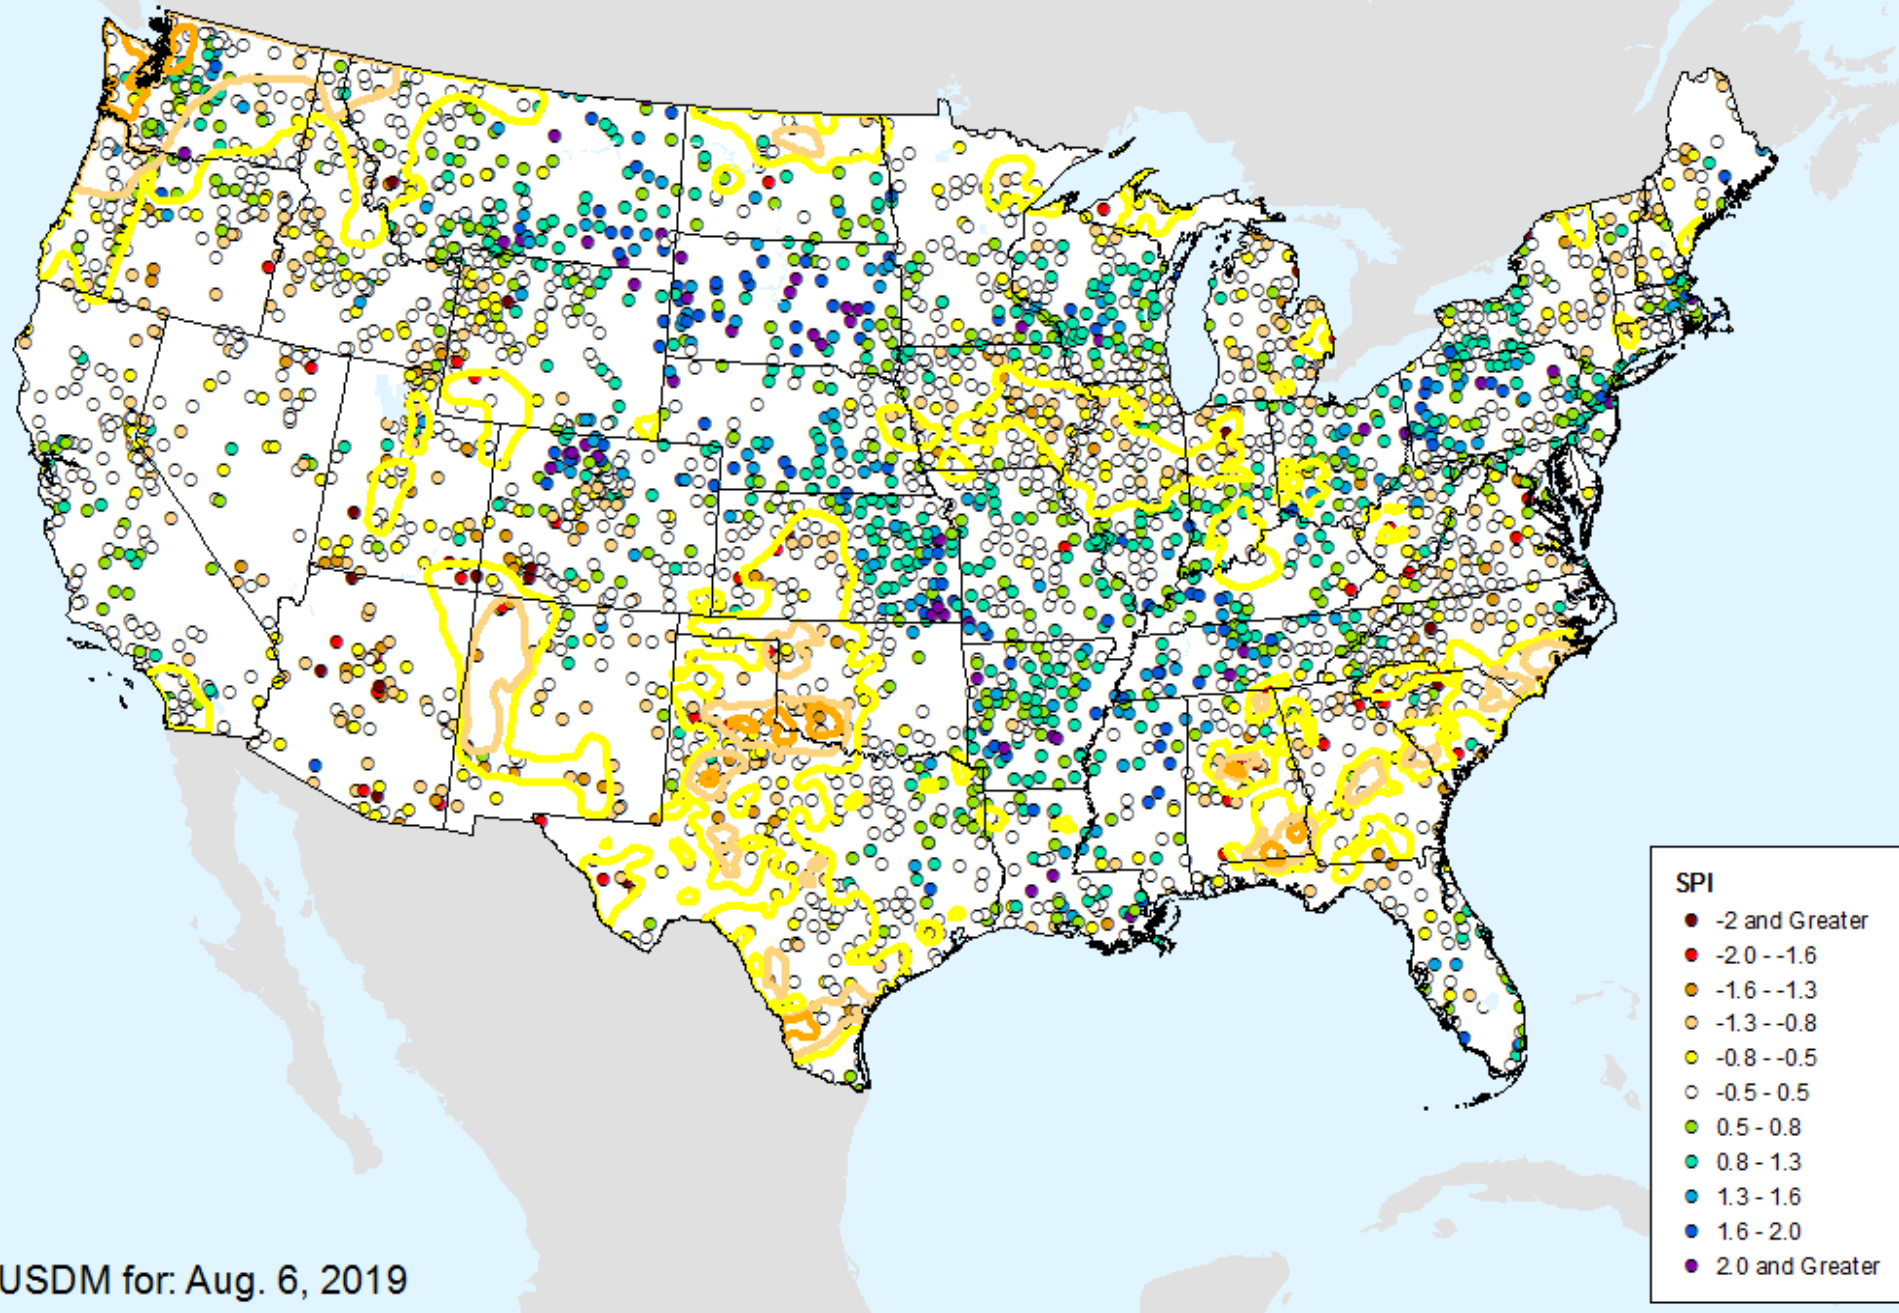 SPI
-2 and Greater
-2.0 - -1.6
-1.6 - -1.3
-1.3 - -0.8
-0.8 - -0.5
-0.5 - 0.5
0.5 - 0.8
0.8 - 1.3
1.3 - 1.6
1.6 - 2.0
2.0 and Greater
USDM for: Aug. 6, 2019